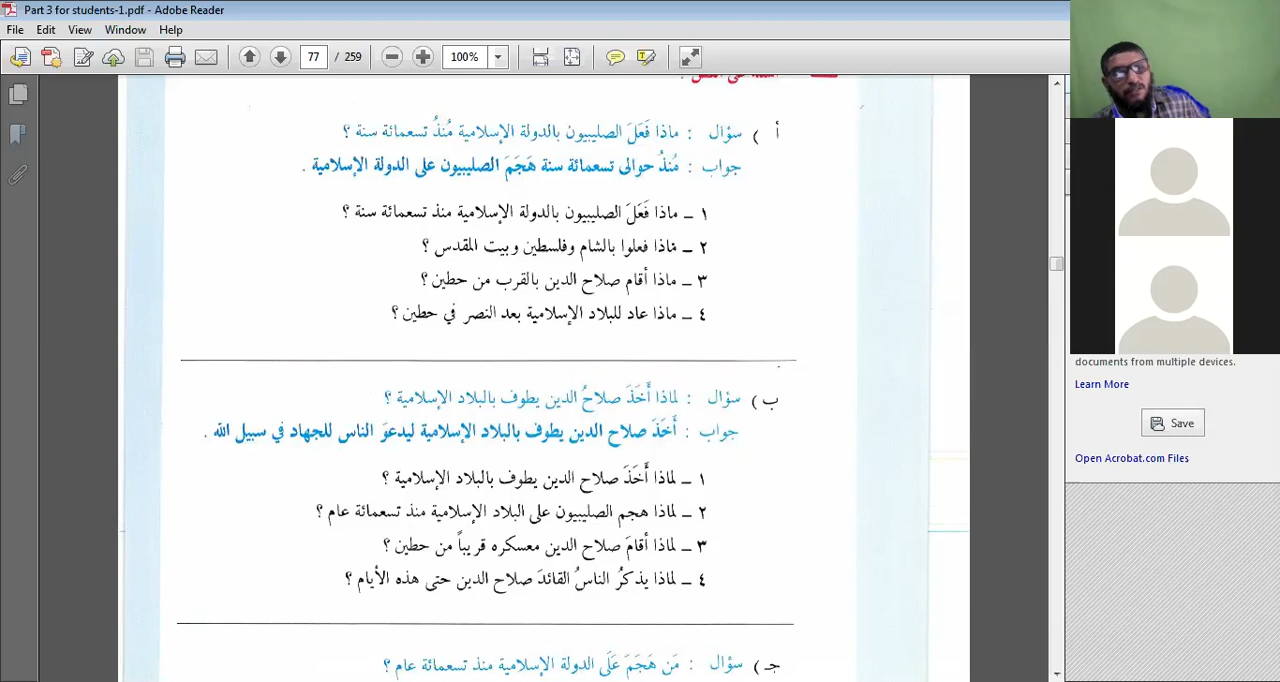 Part 3 for students-1.pdf - Adobe Reader
File Edit View Window Help
77 / 259 100%
أ ) سؤال : ماذا فَعَلَ الصليبيون بالدولة الإسلامية مُنذُ تسعمائة سنة ؟
جواب : مُنذُ حوالى تسعمائة سنة هَجَمَ الصليبيون على الدولة الإسلامية .
١ ــ ماذا فَعَلَ الصليبيون بالدولة الإسلامية منذ تسعمائة سنة ؟
٢ ــ ماذا فعلوا بالشام وفلسطين وبيت المقدس ؟
٣ ــ ماذا أقام صلاح الدين بالقرب من حطين ؟
٤ ــ ماذا عاد للبلاد الإسلامية بعد النصر في حطين ؟
ب ) سؤال : لماذا أَخَذَ صلاحُ الدين يطوف بالبلاد الإسلامية ؟
جواب : أَخَذَ صلاح الدين يطوف بالبلاد الإسلامية ليدعوَ الناس للجهاد في سبيل الله .
١ ــ لماذا أَخَذَ صلاح الدين يطوف بالبلاد الإسلامية ؟
٢ ــ لماذا هجم الصليبيون على البلاد الإسلامية منذ تسعمائة عام ؟
٣ ــ لماذا أقامَ صلاح الدين معسكره قريباً من حطين ؟
٤ ــ لماذا يذكرُ الناسُ القائدَ صلاح الدين حتى هذه الأيام ؟
جـ ) سؤال : مَن هَجَمَ عَلَى الدولة الإسلامية منذ تسعمائة عام ؟
documents from multiple devices.
Learn More
Save
Open Acrobat.com Files